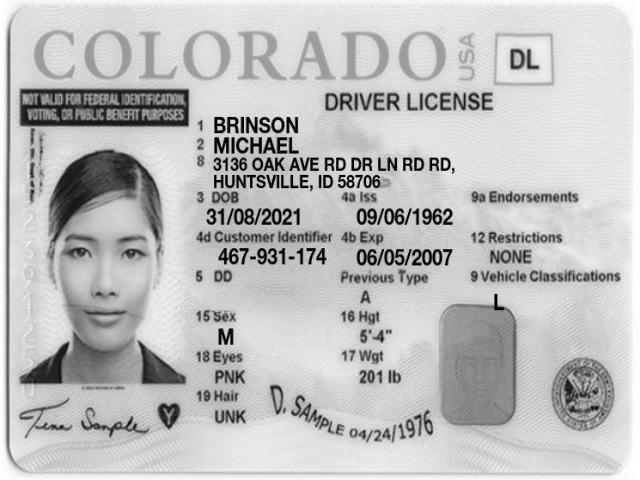 COLORADO USA DL
NOT VALID FOR FEDERAL IDENTIFICATION,
VOTING, OR PUBLIC BENEFIT PURPOSES
DRIVER LICENSE
1 BRINSON
2 MICHAEL
8 3136 OAK AVE RD DR LN RD RD,
HUNTSVILLE, ID 58706
3 DOB 4a Iss 9a Endorsements
31/08/2021 09/06/1962
4d Customer Identifier 4b Exp 12 Restrictions
467-931-174 06/05/2007 NONE
5 DD Previous Type 9 Vehicle Classifications
A L
15 Sex 16 Hgt
M 5'-4"
18 Eyes 17 Wgt
PNK 201 lb
19 Hair
UNK
D. SAMPLE 04/24/1976
Tina Sample